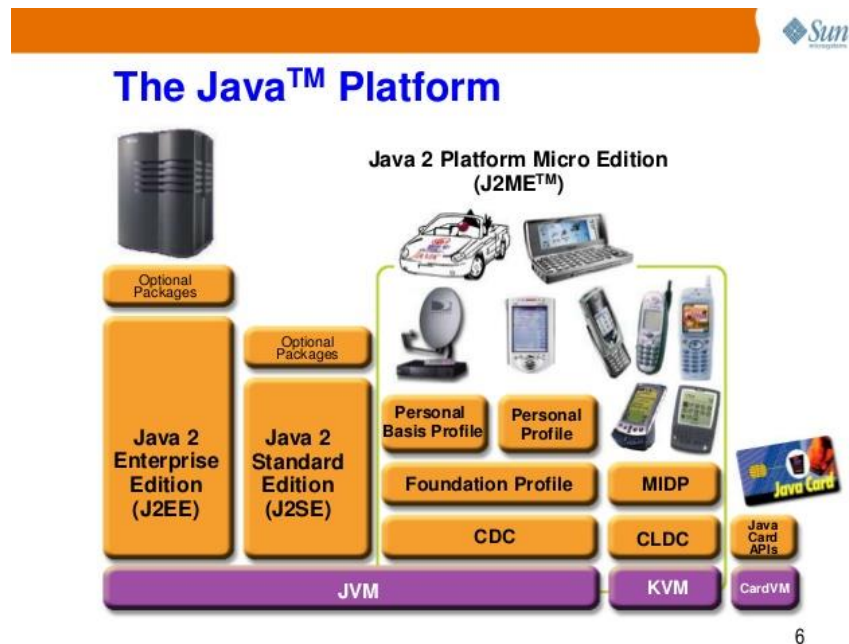 Sun
microsystems
The Java™ Platform
Java 2 Platform Micro Edition
(J2ME™)
Optional
Packages
Java 2
Enterprise
Edition
(J2EE)
Optional
Packages
Java 2
Standard
Edition
(J2SE)
Personal
Basis Profile
Personal
Profile
Foundation Profile
CDC
MIDP
CLDC
Java Card
Java
Card
APIs
JVM
KVM
CardVM
6